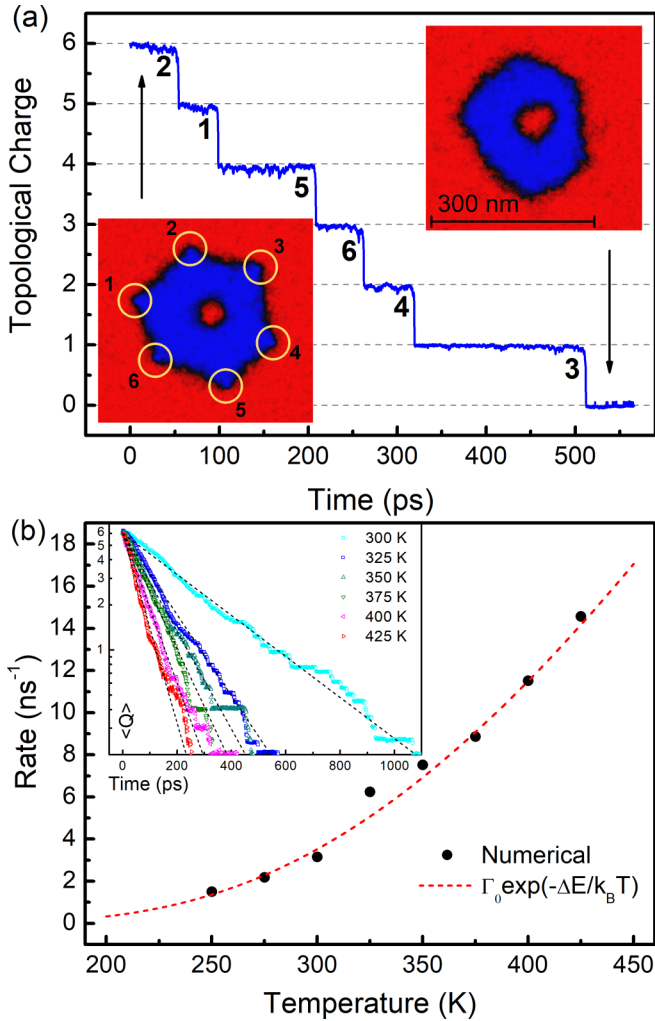 (a)
6
5
4
3
2
1
0
Topological Charge
2
1
5
6
4
3
300 nm
1
2
3
4
5
6
0
100
200
300
400
500
Time (ps)
(b)
18
16
14
12
10
8
6
4
2
0
Rate (ns-1)
6
5
4
3
2
1
<Q>
300 K
325 K
350 K
375 K
400 K
425 K
0 200 400 600 800 1000
Time (ps)
Numerical
Γ0exp(-ΔE/kBT)
200 250 300 350 400 450
Temperature (K)